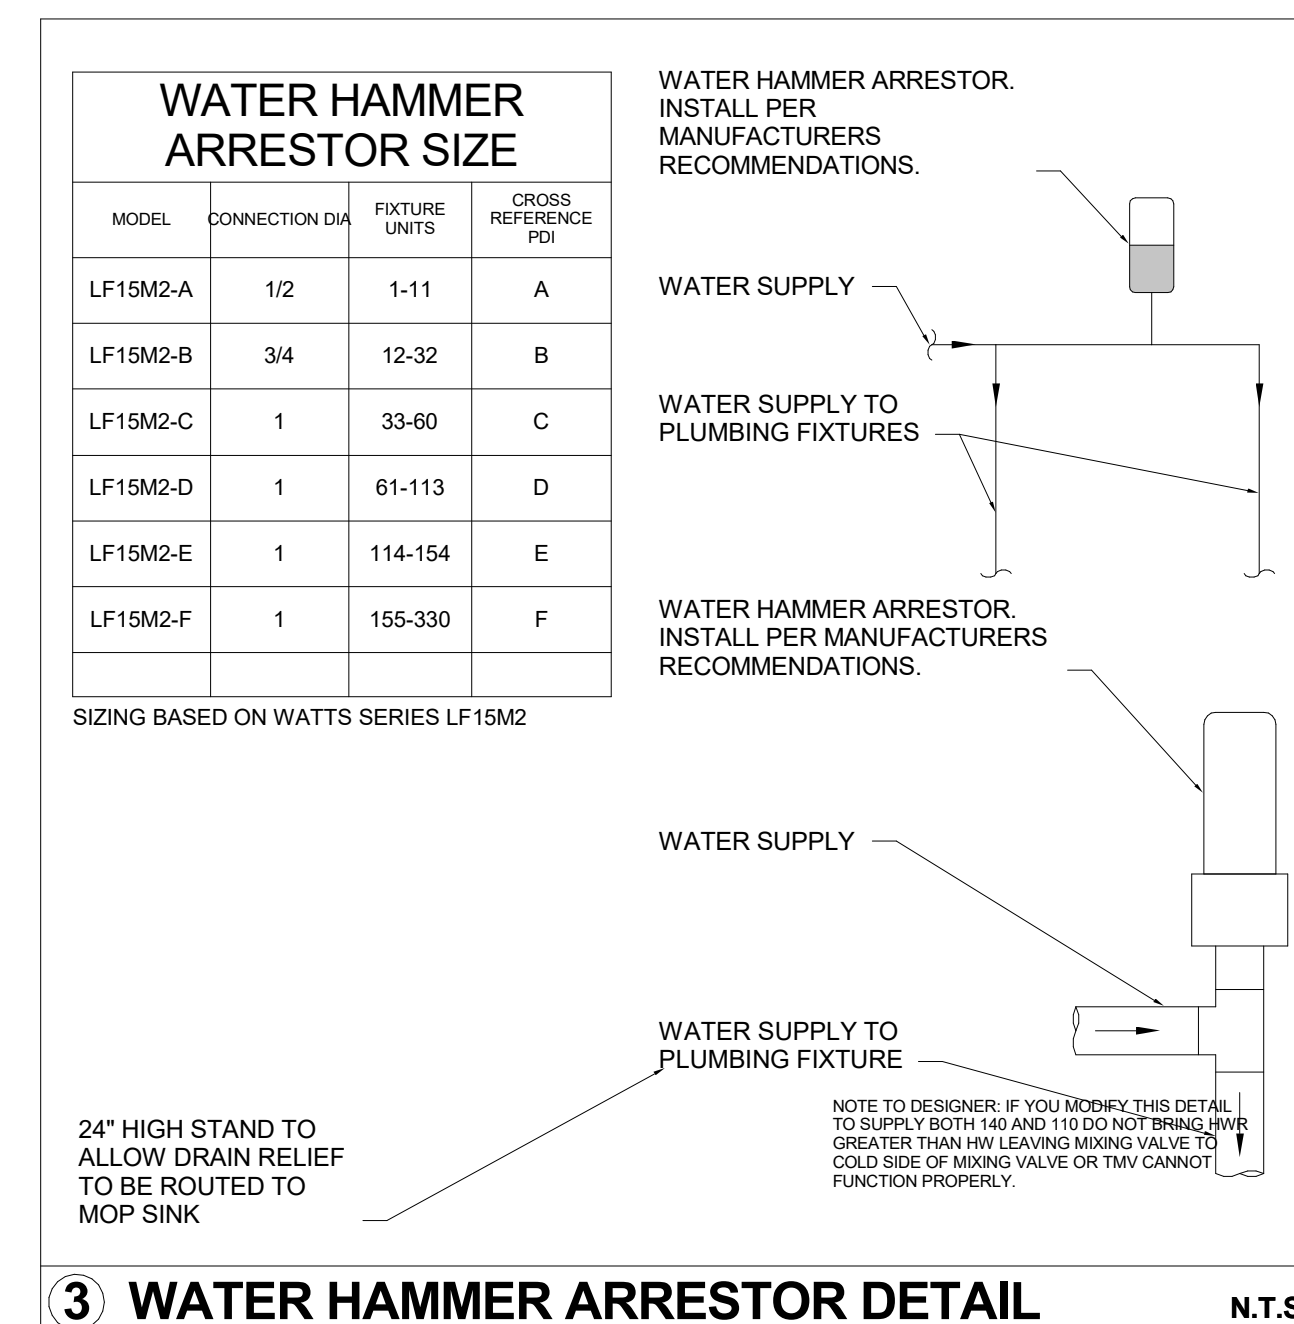 WATER HAMMER
ARRESTOR SIZE
MODEL CONNECTION DIA FIXTURE UNITS CROSS REFERENCE PDI
LF15M2-A 1/2 1-11 A
LF15M2-B 3/4 12-32 B
LF15M2-C 1 33-60 C
LF15M2-D 1 61-113 D
LF15M2-E 1 114-154 E
LF15M2-F 1 155-330 F
SIZING BASED ON WATTS SERIES LF15M2
WATER HAMMER ARRESTOR.
INSTALL PER
MANUFACTURERS
RECOMMENDATIONS.
WATER SUPPLY
WATER SUPPLY TO
PLUMBING FIXTURES
WATER HAMMER ARRESTOR.
INSTALL PER MANUFACTURERS
RECOMMENDATIONS.
WATER SUPPLY
WATER SUPPLY TO
PLUMBING FIXTURE
NOTE TO DESIGNER: IF YOU MODIFY THIS DETAIL
TO SUPPLY BOTH 140 AND 110 DO NOT BRING HWR
GREATER THAN HW LEAVING MIXING VALVE TO
COLD SIDE OF MIXING VALVE OR TMV CANNOT
FUNCTION PROPERLY.
24" HIGH STAND TO
ALLOW DRAIN RELIEF
TO BE ROUTED TO
MOP SINK
3 WATER HAMMER ARRESTOR DETAIL N.T.S